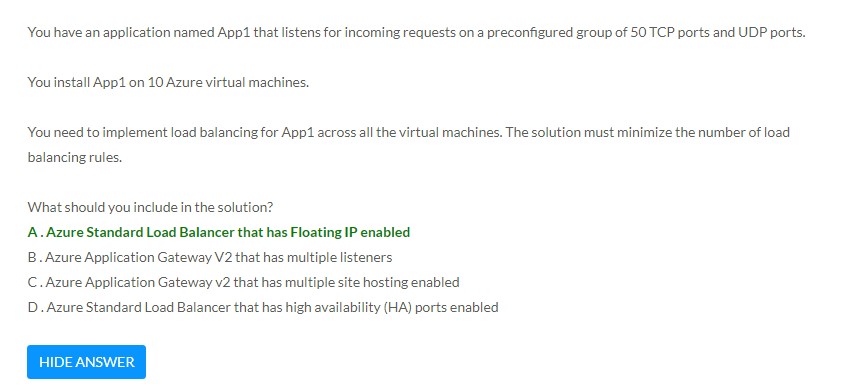 You have an application named App1 that listens for incoming requests on a preconfigured group of 50 TCP ports and UDP ports.
You install App1 on 10 Azure virtual machines.
You need to implement load balancing for App1 across all the virtual machines. The solution must minimize the number of load
balancing rules.
What should you include in the solution?
A . Azure Standard Load Balancer that has Floating IP enabled
B . Azure Application Gateway V2 that has multiple listeners
C . Azure Application Gateway v2 that has multiple site hosting enabled
D . Azure Standard Load Balancer that has high availability (HA) ports enabled
HIDE ANSWER